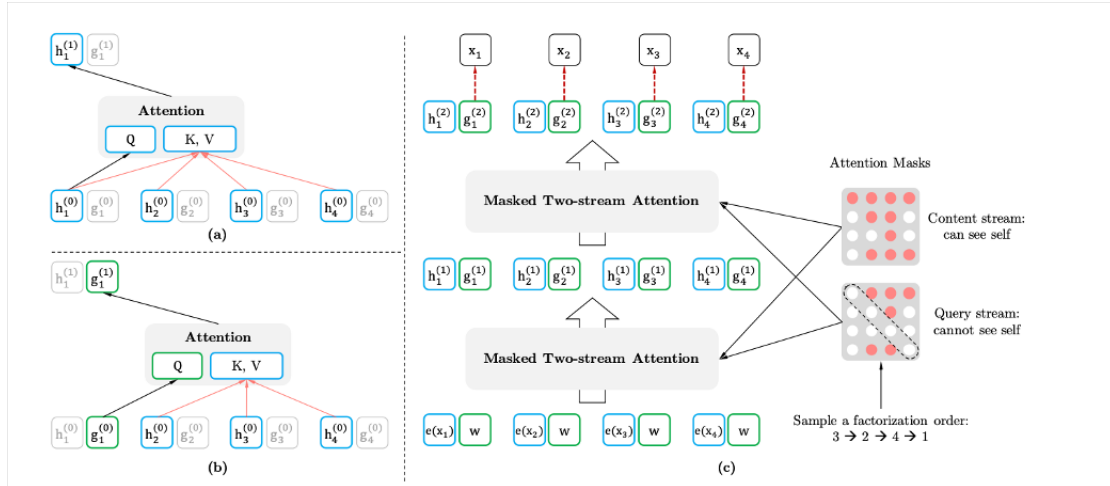 h₁⁽¹⁾ g₁⁽¹⁾
Attention
Q K, V
h₁⁽⁰⁾ g₁⁽⁰⁾ h₂⁽⁰⁾ g₂⁽⁰⁾ h₃⁽⁰⁾ g₃⁽⁰⁾ h₄⁽⁰⁾ g₄⁽⁰⁾
(a)
h₁⁽¹⁾ g₁⁽¹⁾
Attention
Q K, V
h₁⁽⁰⁾ g₁⁽⁰⁾ h₂⁽⁰⁾ g₂⁽⁰⁾ h₃⁽⁰⁾ g₃⁽⁰⁾ h₄⁽⁰⁾ g₄⁽⁰⁾
(b)
x₁ x₂ x₃ x₄
h₁⁽²⁾ g₁⁽²⁾ h₂⁽²⁾ g₂⁽²⁾ h₃⁽²⁾ g₃⁽²⁾ h₄⁽²⁾ g₄⁽²⁾
Masked Two-stream Attention
h₁⁽¹⁾ g₁⁽¹⁾ h₂⁽¹⁾ g₂⁽¹⁾ h₃⁽¹⁾ g₃⁽¹⁾ h₄⁽¹⁾ g₄⁽¹⁾
Masked Two-stream Attention
e(x₁) w e(x₂) w e(x₃) w e(x₄) w
(c)
Attention Masks
Content stream:
can see self
Query stream:
cannot see self
Sample a factorization order:
3 → 2 → 4 → 1